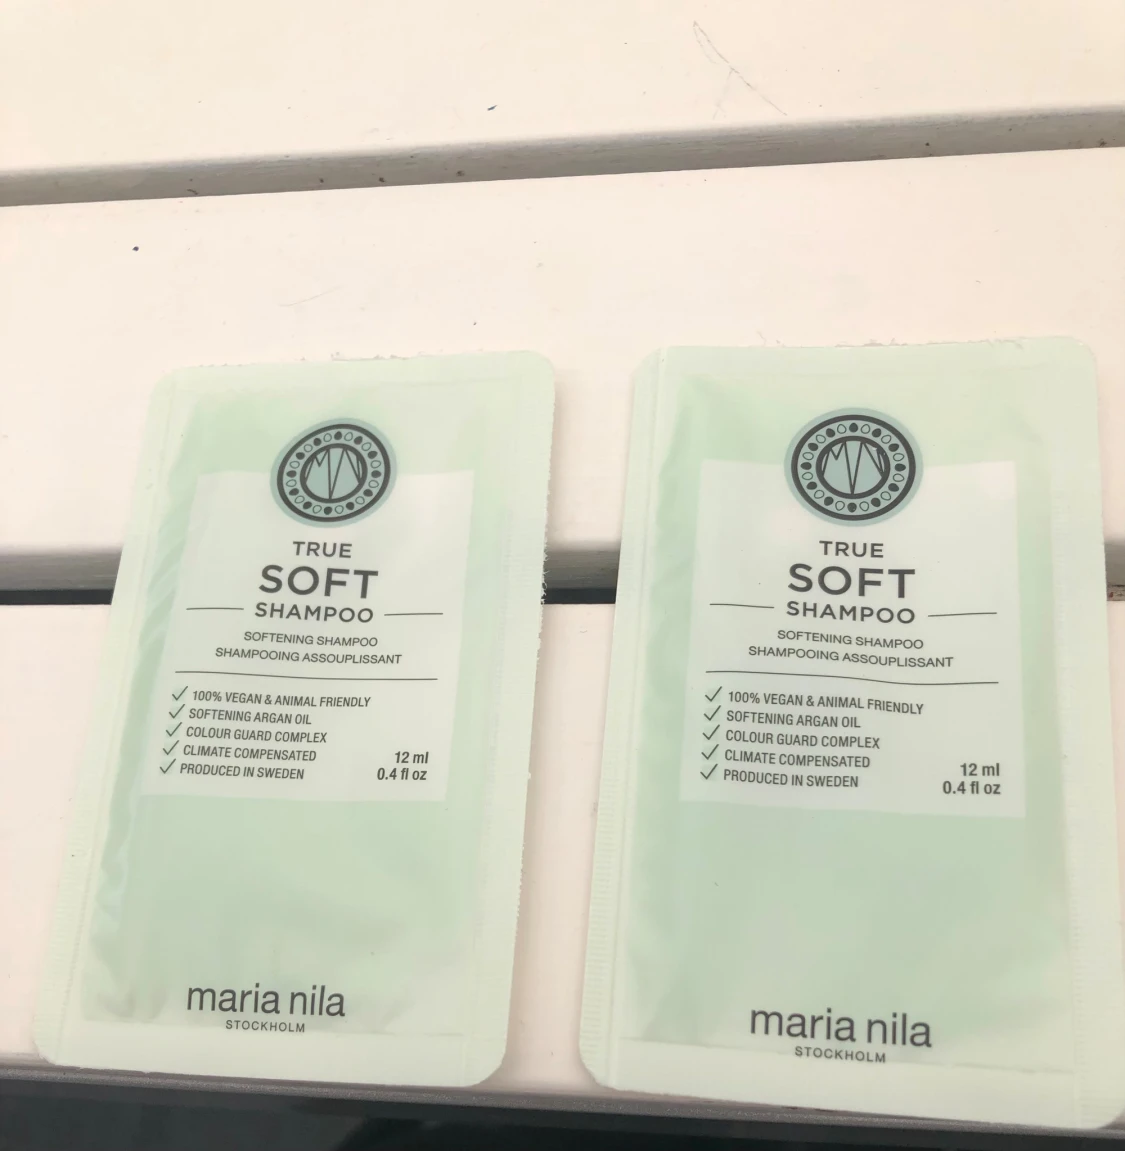 TRUE
SOFT
SHAMPOO
SOFTENING SHAMPOO
SHAMPOOING ASSOUPLISSANT
100% VEGAN & ANIMAL FRIENDLY
SOFTENING ARGAN OIL
COLOUR GUARD COMPLEX
CLIMATE COMPENSATED
PRODUCED IN SWEDEN
12 ml
0.4 fl oz
maria nila
STOCKHOLM
TRUE
SOFT
SHAMPOO
SOFTENING SHAMPOO
SHAMPOOING ASSOUPLISSANT
100% VEGAN & ANIMAL FRIENDLY
SOFTENING ARGAN OIL
COLOUR GUARD COMPLEX
CLIMATE COMPENSATED
PRODUCED IN SWEDEN
12 ml
0.4 fl oz
maria nila
STOCKHOLM